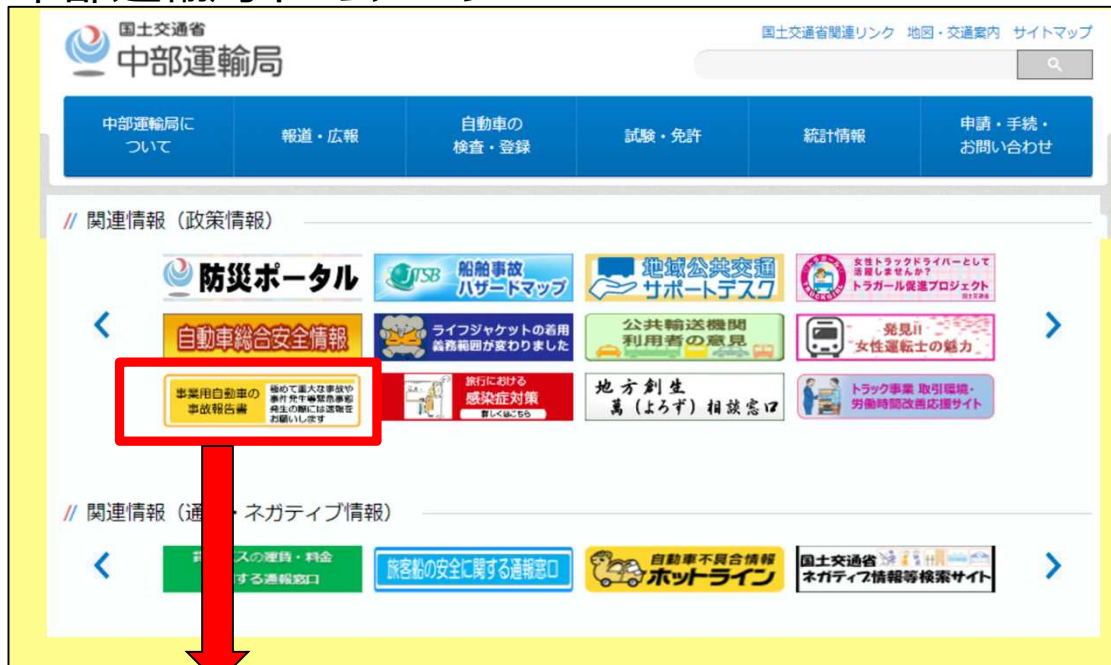 国土交通省
中部運輸局
国土交通省関連リンク 地図・交通案内 サイトマップ
中部運輸局に
ついて
報道・広報
自動車の
検査・登録
試験・免許
統計情報
申請・手続・
お問い合わせ
// 関連情報（政策情報）
防災ポータル
JTSB 船舶事故
ハザードマップ
地域公共交通
サポートデスク
女性トラックドライバーとして
活躍しませんか?
トラガール促進プロジェクト
国土交通省
自動車総合安全情報
ライフジャケットの着用
義務範囲が変わりました
公共輸送機関
利用者の意見
発見!!
女性運転士の魅力
事業用自動車の
事故報告書
極めて重大な事故や
事件発生等緊急事態
発生の際には速報を
お願いします
旅行における
感染症対策
詳しくはこちら
地方創生
萬（よろず）相談窓口
トラック事業 取引環境・
労働時間改善応援サイト
// 関連情報（通 ・ネガティブ情報）
スの運賃・料金
する通報窓口
旅客船の安全に関する通報窓口
自動車不具合情報
ホットライン
国土交通省
ネガティブ情報等検索サイト